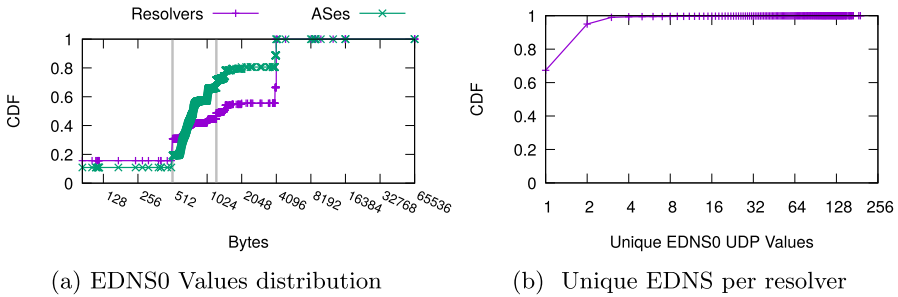 Resolvers ASes
1
0.8
0.6
0.4
0.2
0
CDF
128 256 512 1024 2048 4096 8192 16384 32768 65536
Bytes
(a) EDNS0 Values distribution
1
0.8
0.6
0.4
0.2
0
CDF
1 2 4 8 16 32 64 128 256
Unique EDNS0 UDP Values
(b) Unique EDNS per resolver